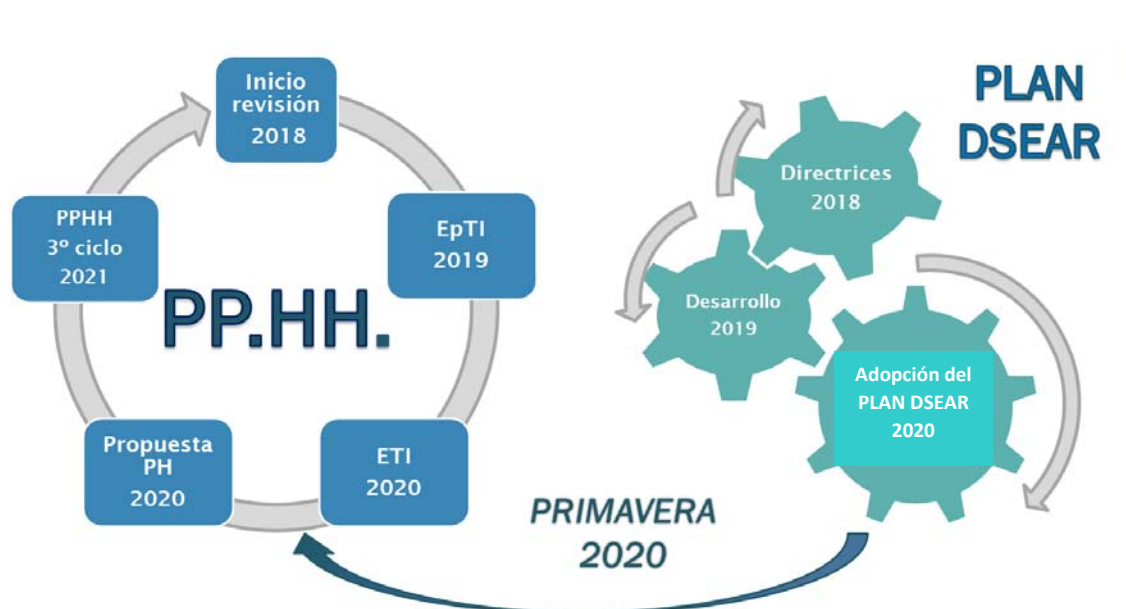 Inicio
revisión
2018
EpTI
2019
ETI
2020
Propuesta
PH
2020
PPHH
3º ciclo
2021
PP.HH.
PLAN
DSEAR
Directrices
2018
Desarrollo
2019
Adopción del
PLAN DSEAR
2020
PRIMAVERA
2020